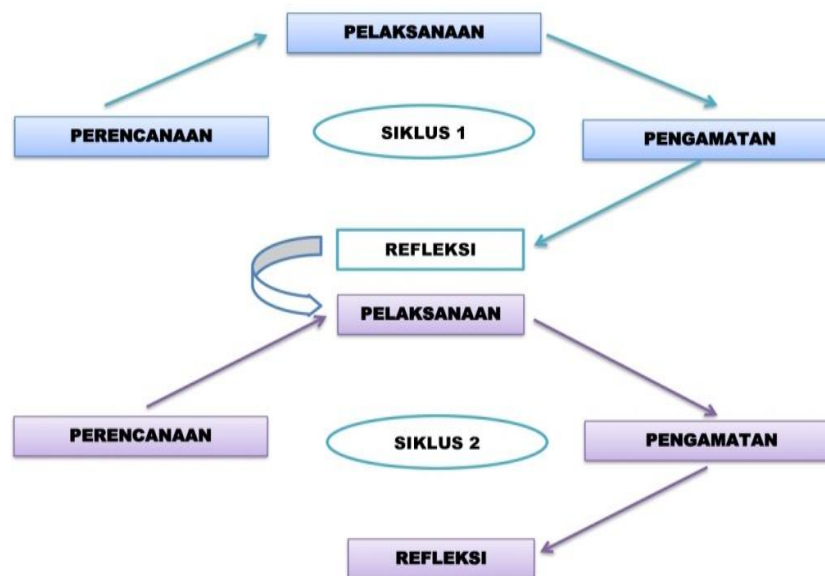 PELAKSANAAN
PERENCANAAN
SIKLUS 1
PENGAMATAN
REFLEKSI
PELAKSANAAN
PERENCANAAN
SIKLUS 2
PENGAMATAN
REFLEKSI